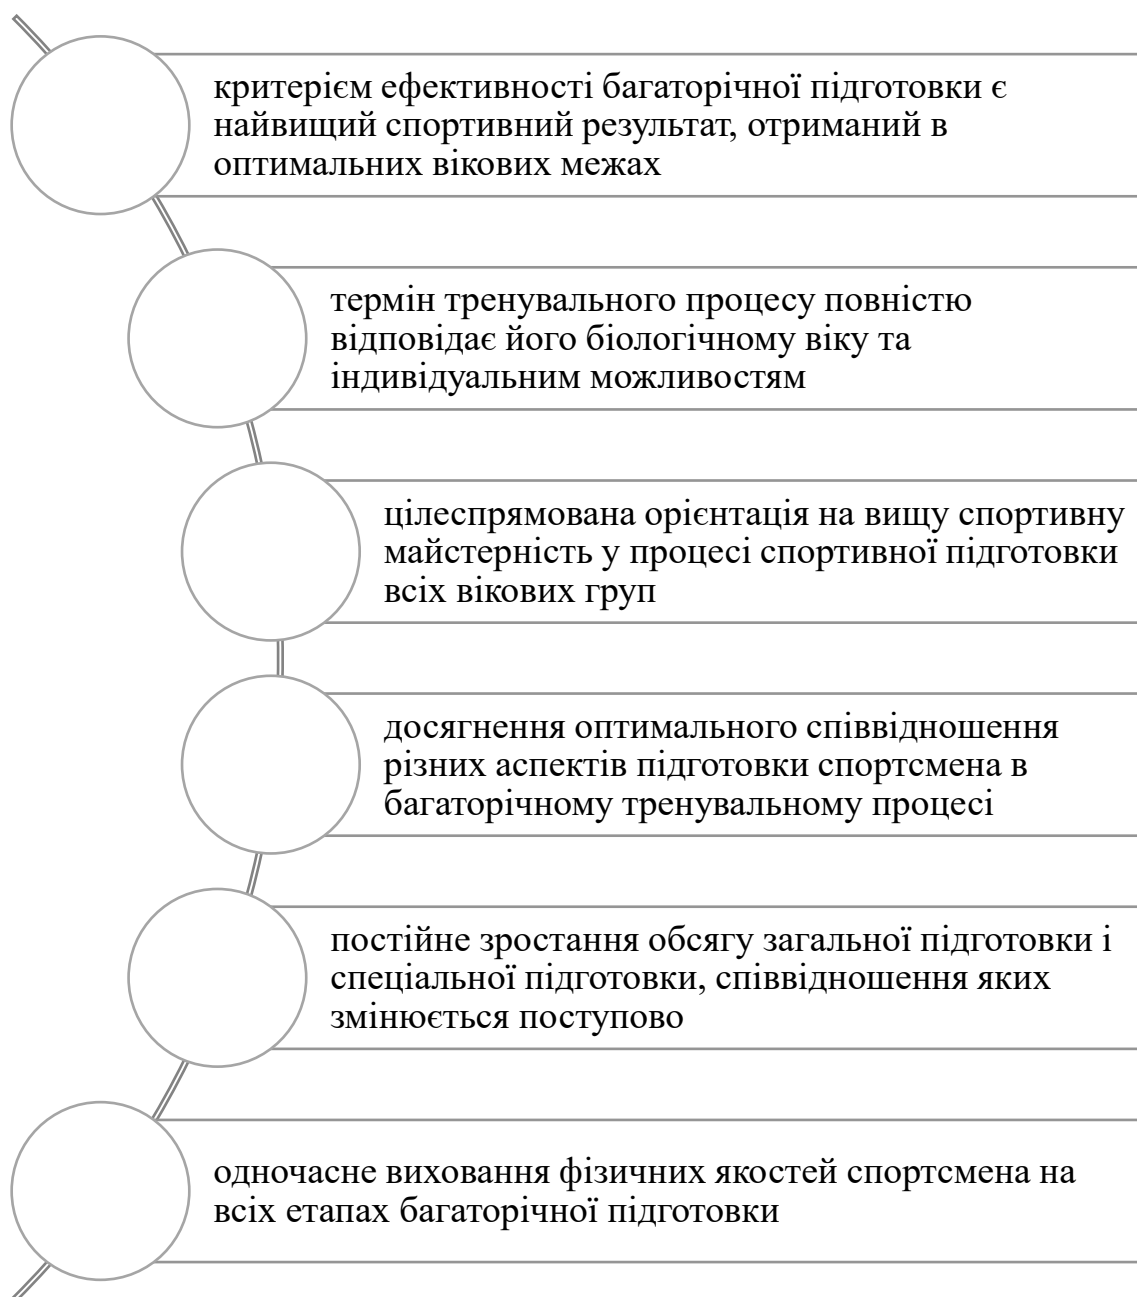 критерієм ефективності багаторічної підготовки є
найвищий спортивний результат, отриманий в
оптимальних вікових межах
термін тренувального процесу повністю
відповідає його біологічному віку та
індивідуальним можливостям
цілеспрямована орієнтація на вищу спортивну
майстерність у процесі спортивної підготовки
всіх вікових груп
досягнення оптимального співвідношення
різних аспектів підготовки спортсмена в
багаторічному тренувальному процесі
постійне зростання обсягу загальної підготовки і
спеціальної підготовки, співвідношення яких
змінюється поступово
одночасне виховання фізичних якостей спортсмена на
всіх етапах багаторічної підготовки